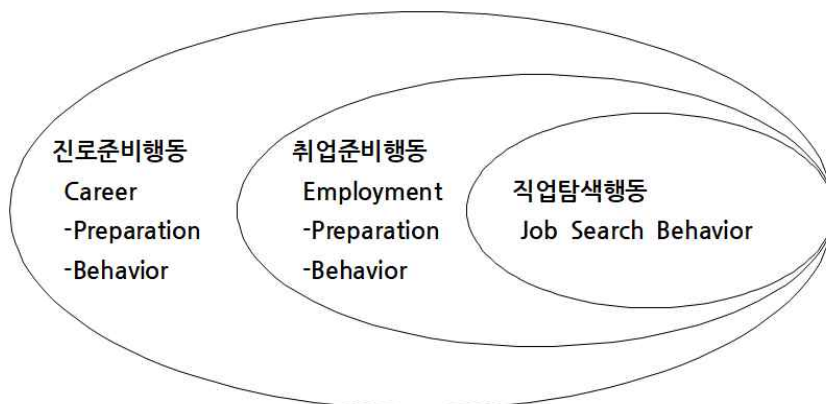 진로준비행동
Career
-Preparation
-Behavior
취업준비행동
Employment
-Preparation
-Behavior
직업탐색행동
Job Search Behavior